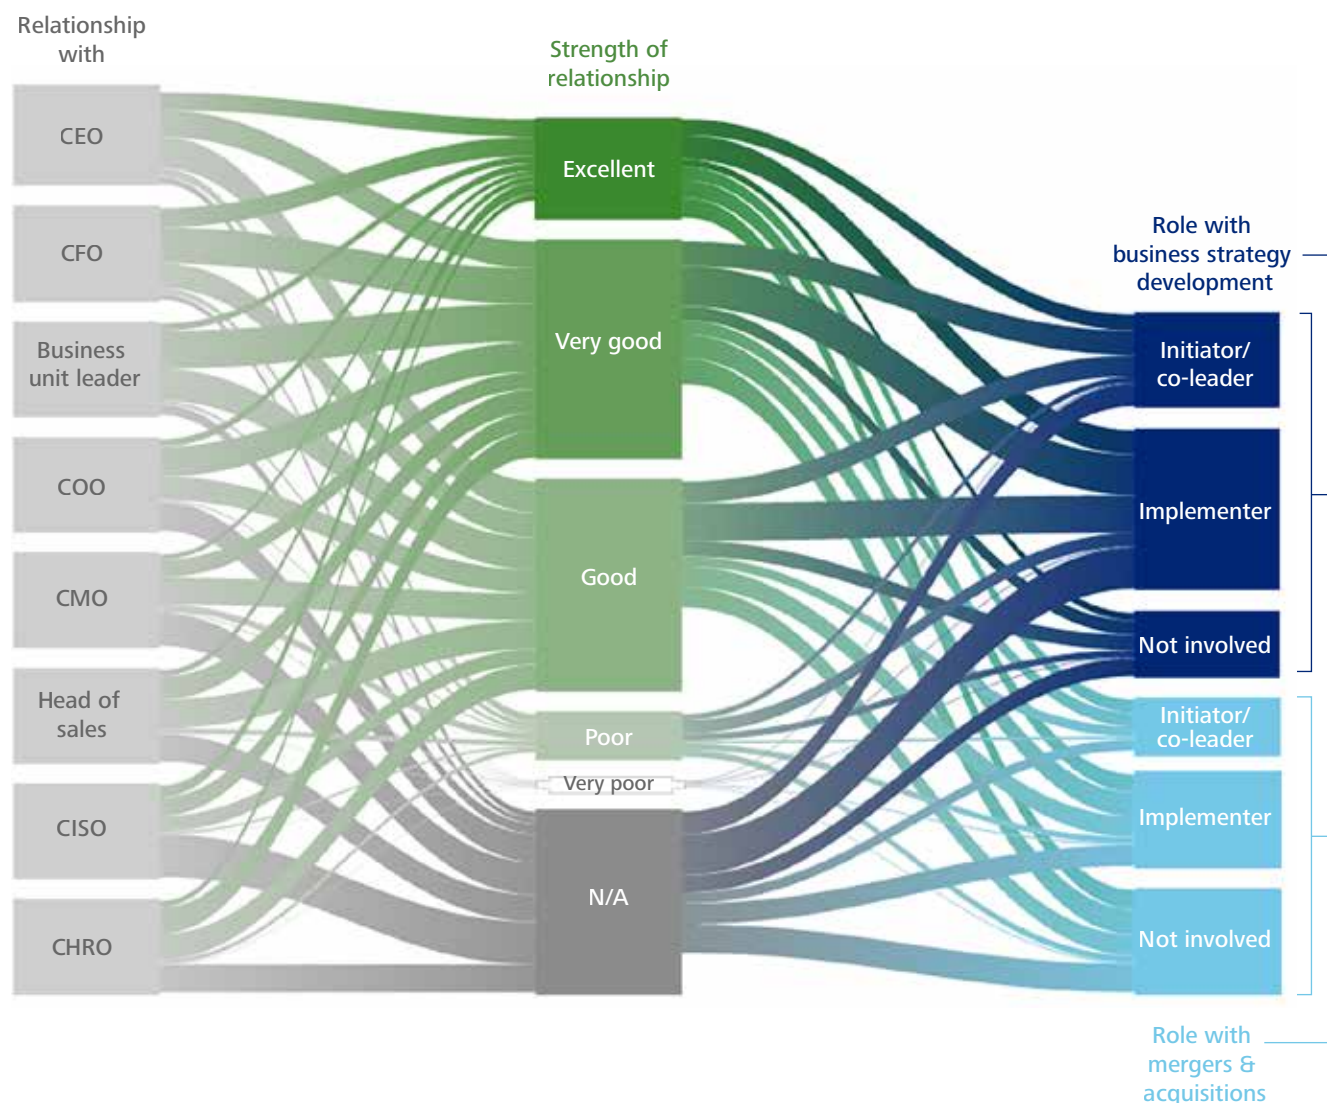 Relationship
with
CEO
CFO
Business
unit leader
COO
CMO
Head of
sales
CISO
CHRO
Strength of
relationship
Excellent
Very good
Good
Poor
Very poor
N/A
Role with
business strategy
development
Initiator/
co-leader
Implementer
Not involved
Initiator/
co-leader
Implementer
Not involved
Role with
mergers &
acquisitions